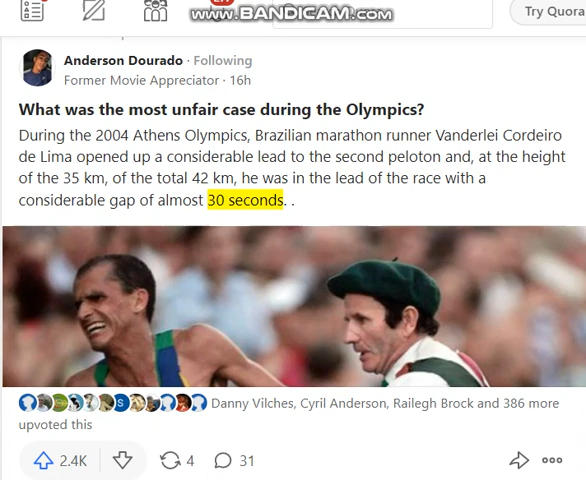 www.BANDICAM.com
Try Quora
Anderson Dourado · Following
Former Movie Appreciator · 16h
What was the most unfair case during the Olympics?
During the 2004 Athens Olympics, Brazilian marathon runner Vanderlei Cordeiro
de Lima opened up a considerable lead to the second peloton and, at the height
of the 35 km, of the total 42 km, he was in the lead of the race with a
considerable gap of almost 30 seconds. .
S
Danny Vilches, Cyril Anderson, Railegh Brock and 386 more
upvoted this
2.4K
4
31